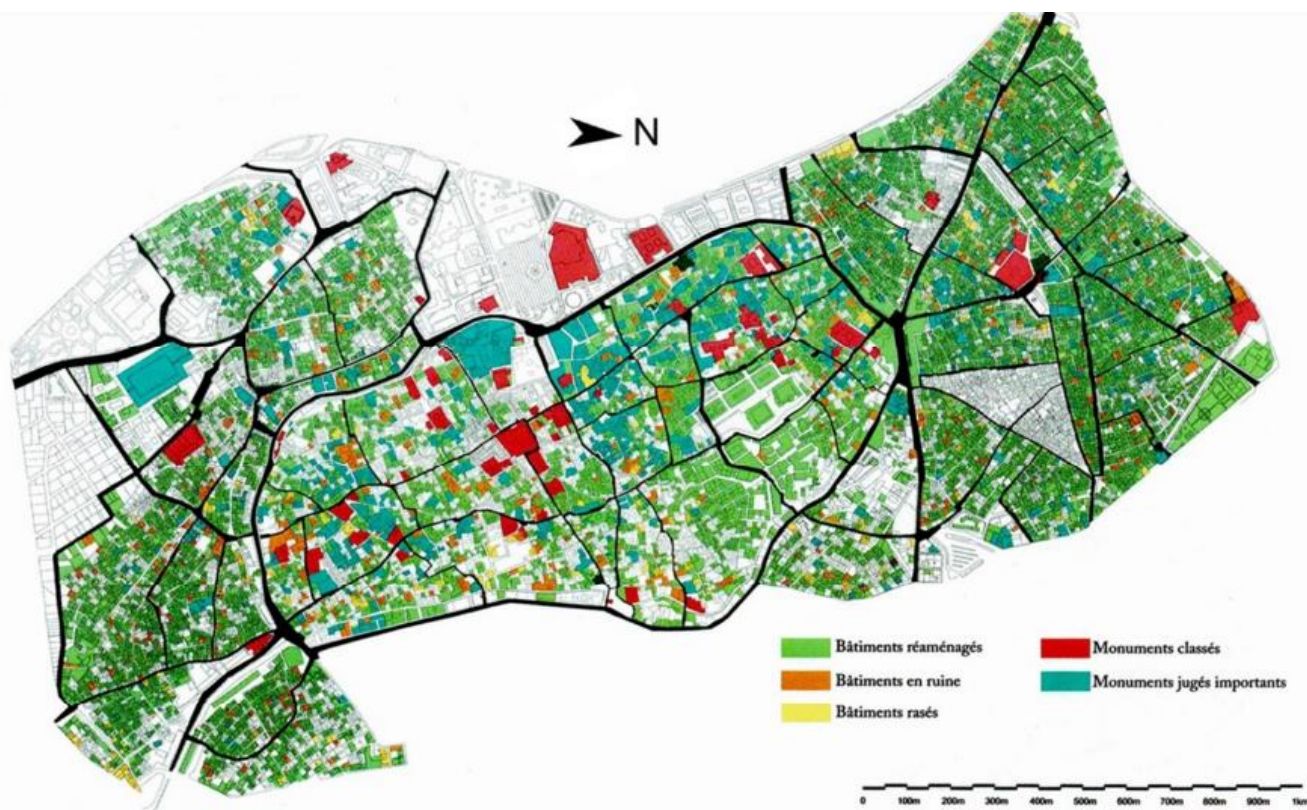 N
Bâtiments réaménagés
Bâtiments en ruine
Bâtiments rasés
Monuments classés
Monuments jugés importants
0 100m 200m 300m 400m 500m 600m 700m 800m 900m 1km